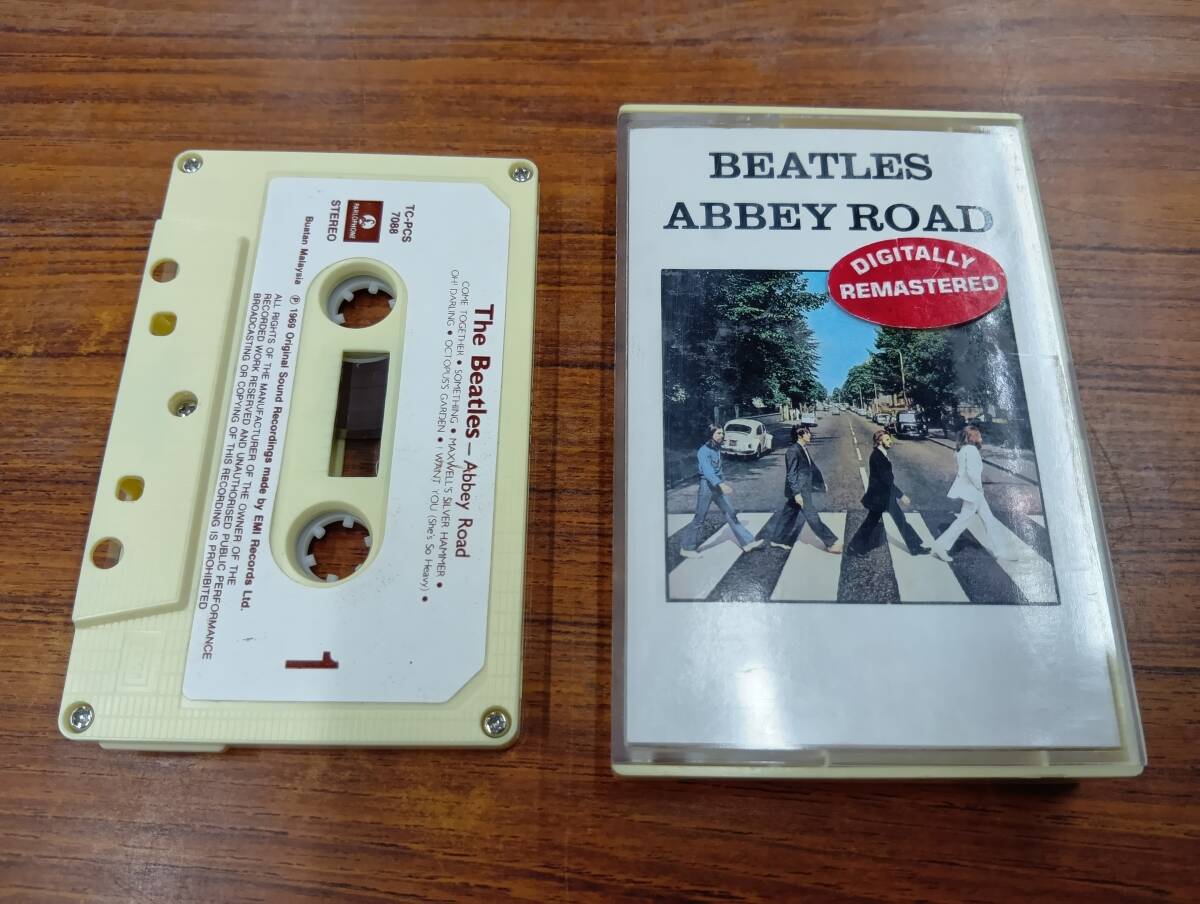 TC-PCS
7088
PARLOPHONE
STEREO
The Beatles – Abbey Road
COME TOGETHER • SOMETHING • MAXWELL'S SILVER HAMMER •
OH! DARLING • OCTOPUS'S GARDEN • I WANT YOU (She's So Heavy) •
1
Buatan Malaysia ℗ 1969 Original Sound Recordings made by EMI Records Ltd.
ALL RIGHTS OF THE MANUFACTURER OF THE OWNER OF THE
RECORDED WORK RESERVED AND UNAUTHORISED PUBLIC PERFORMANCE
BROADCASTING OR COPYING OF THIS RECORDING IS PROHIBITED
BEATLES
ABBEY ROAD
DIGITALLY
REMASTERED